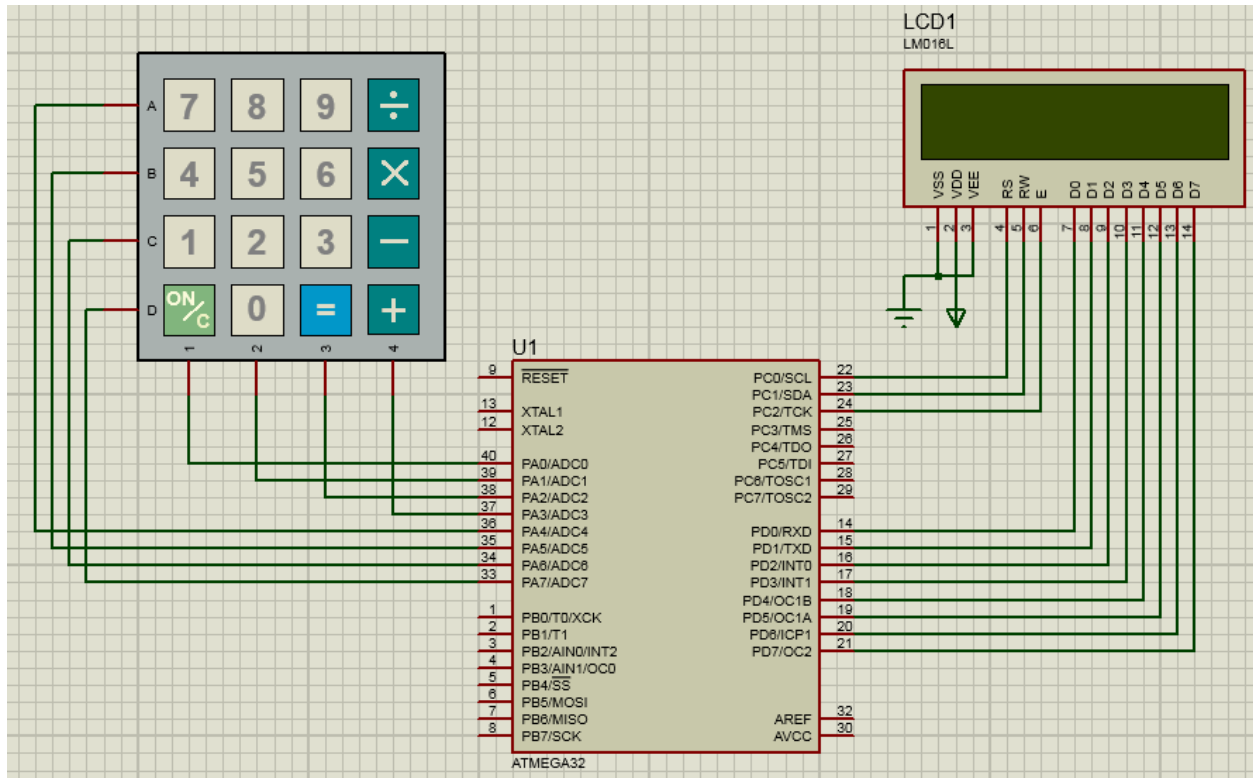 LCD1
LM016L
A 7 8 9 ÷
B 4 5 6 ×
C 1 2 3 −
D ON/C 0 = +
1 2 3 4
VSS VDD VEE RS RW E D0 D1 D2 D3 D4 D5 D6 D7
1 2 3 4 5 6 7 8 9 10 11 12 13 14
U1
9 RESET PC0/SCL 22
PC1/SDA 23
13 XTAL1 PC2/TCK 24
12 XTAL2 PC3/TMS 25
PC4/TDO 26
40 PA0/ADC0 PC5/TDI 27
39 PA1/ADC1 PC6/TOSC1 28
38 PA2/ADC2 PC7/TOSC2 29
37 PA3/ADC3
36 PA4/ADC4 PD0/RXD 14
35 PA5/ADC5 PD1/TXD 15
34 PA6/ADC6 PD2/INT0 16
33 PA7/ADC7 PD3/INT1 17
PD4/OC1B 18
1 PB0/T0/XCK PD5/OC1A 19
2 PB1/T1 PD6/ICP1 20
3 PB2/AIN0/INT2 PD7/OC2 21
4 PB3/AIN1/OC0
5 PB4/SS
6 PB5/MOSI
7 PB6/MISO AREF 32
8 PB7/SCK AVCC 30
ATMEGA32